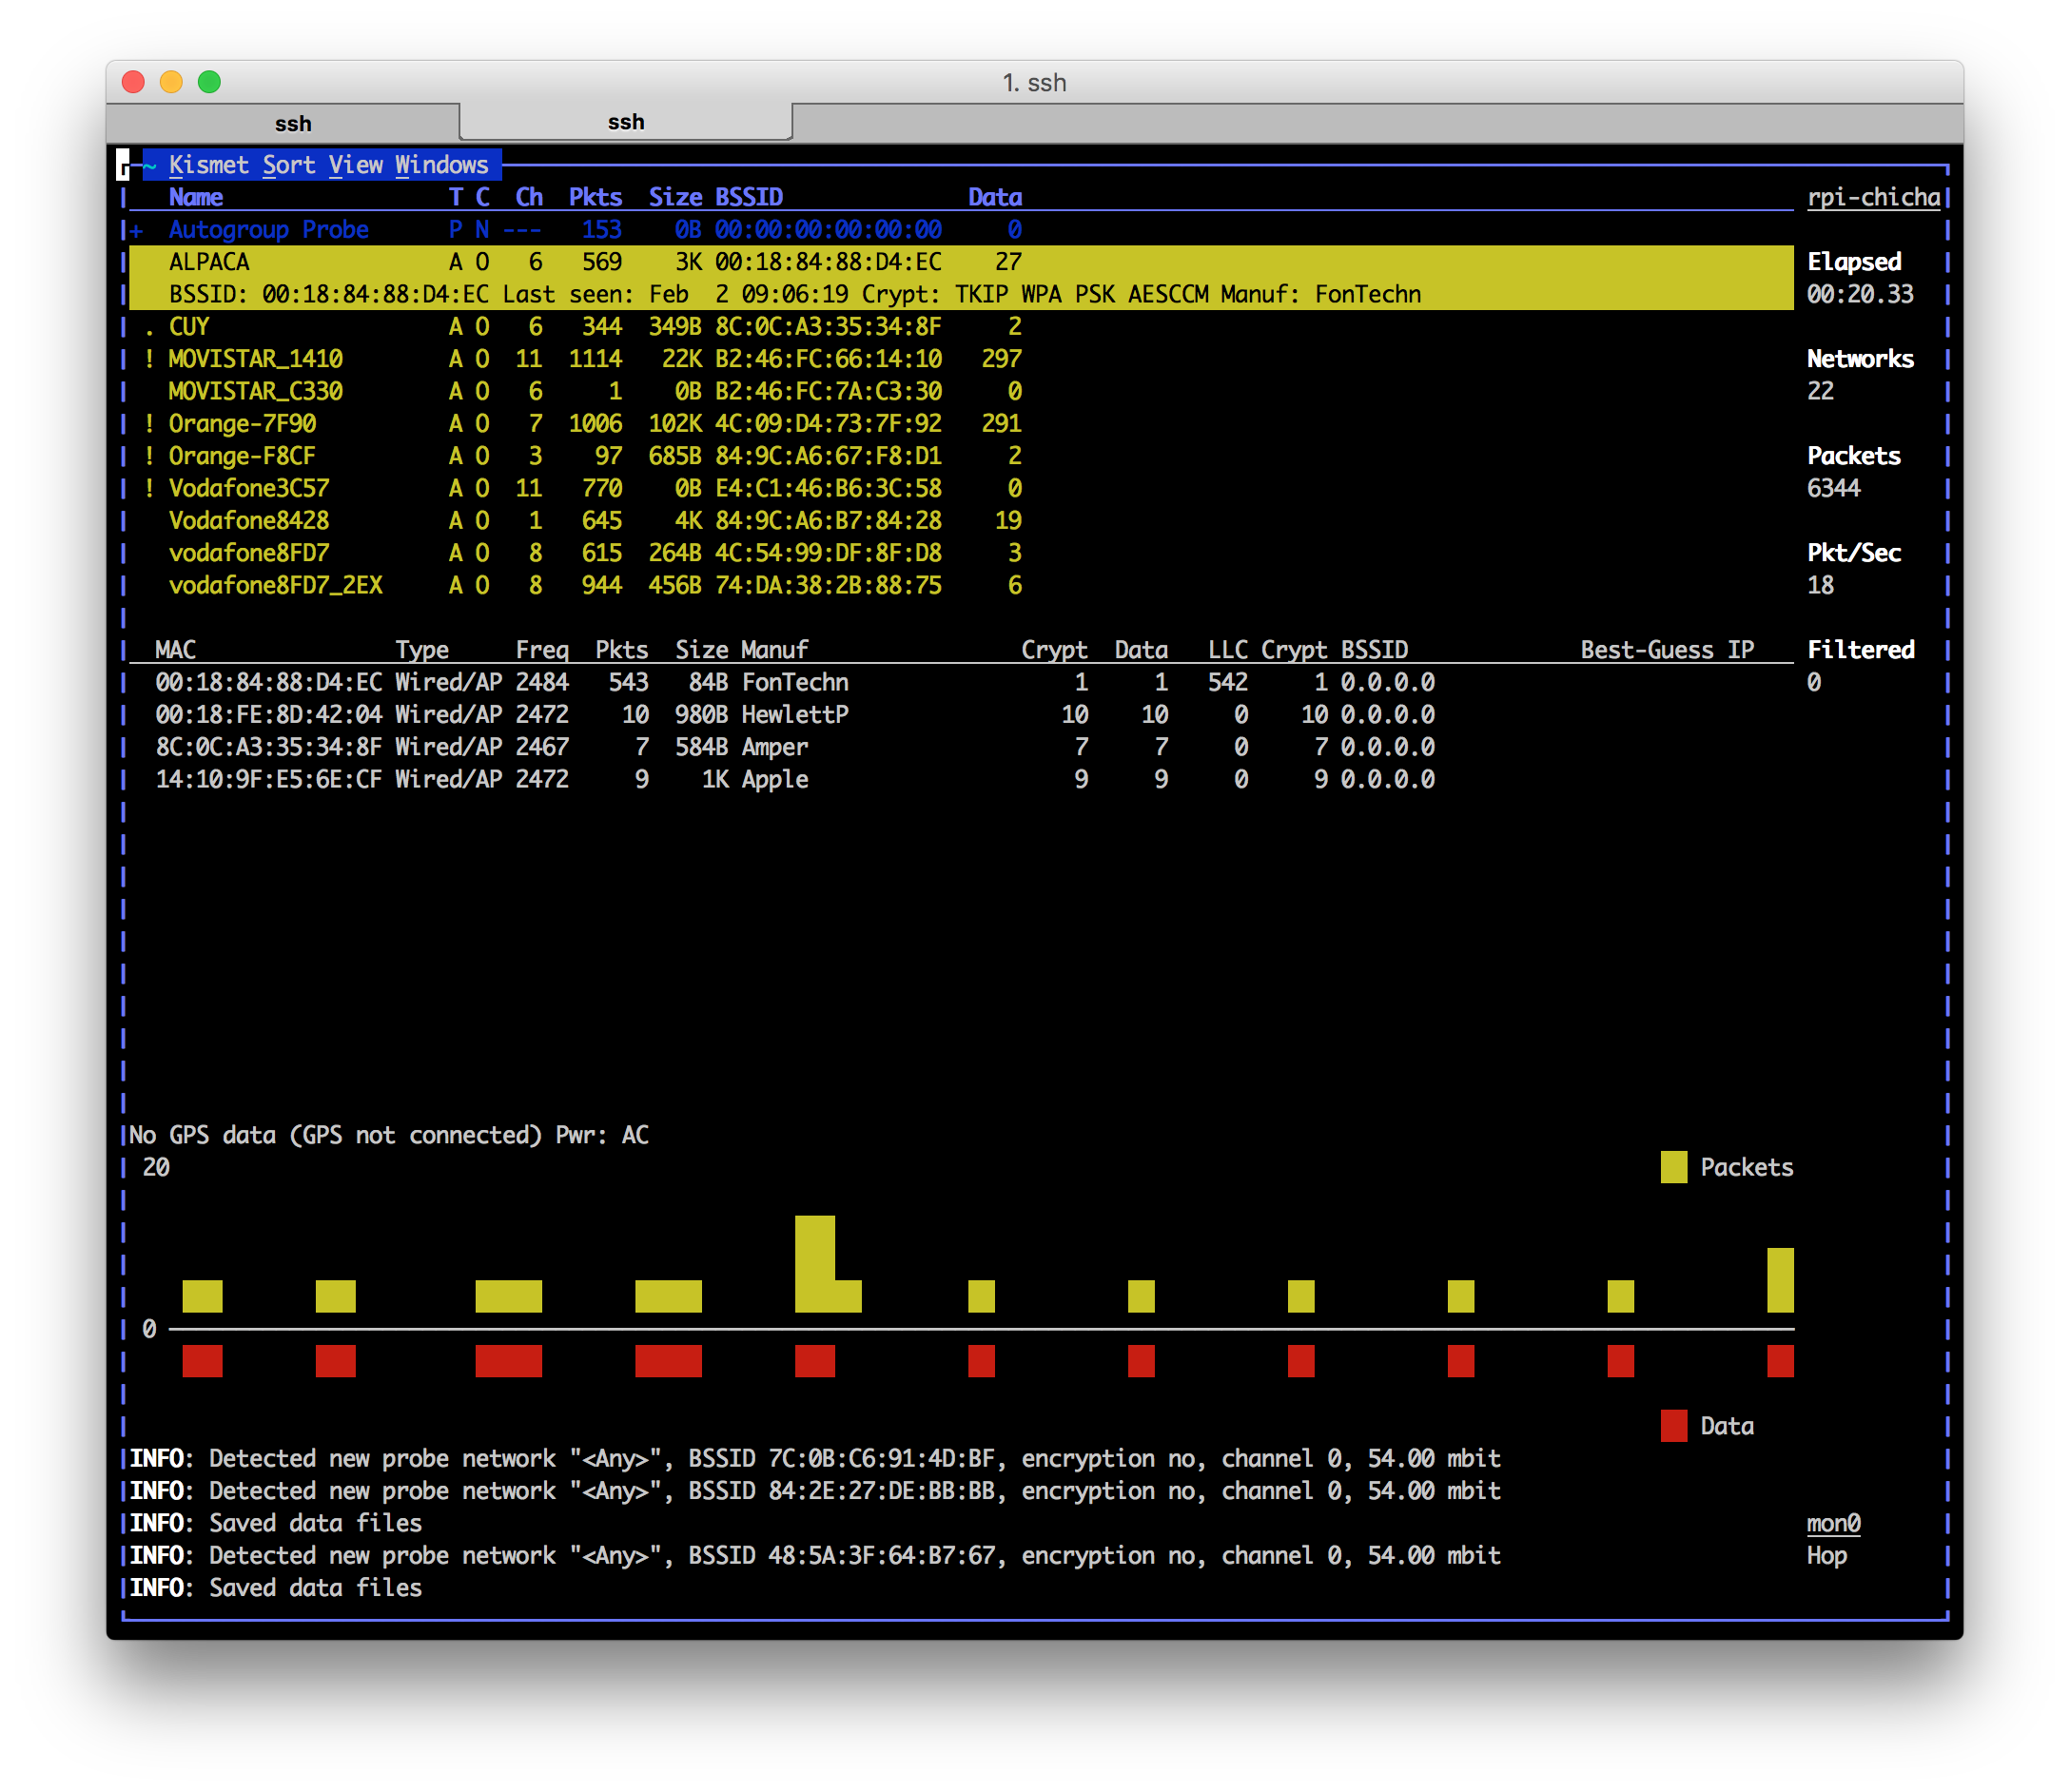 1. ssh
ssh ssh
~ Kismet Sort View Windows
Name T C Ch Pkts Size BSSID Data rpi-chicha
+ Autogroup Probe P N --- 153 0B 00:00:00:00:00:00 0
ALPACA A O 6 569 3K 00:18:84:88:D4:EC 27 Elapsed
BSSID: 00:18:84:88:D4:EC Last seen: Feb 2 09:06:19 Crypt: TKIP WPA PSK AESCCM Manuf: FonTechn 00:20.33
. CUY A O 6 344 349B 8C:0C:A3:35:34:8F 2
! MOVISTAR_1410 A O 11 1114 22K B2:46:FC:66:14:10 297 Networks
MOVISTAR_C330 A O 6 1 0B B2:46:FC:7A:C3:30 0 22
! Orange-7F90 A O 7 1006 102K 4C:09:D4:73:7F:92 291
! Orange-F8CF A O 3 97 685B 84:9C:A6:67:F8:D1 2 Packets
! Vodafone3C57 A O 11 770 0B E4:C1:46:B6:3C:58 0 6344
Vodafone8428 A O 1 645 4K 84:9C:A6:B7:84:28 19
vodafone8FD7 A O 8 615 264B 4C:54:99:DF:8F:D8 3 Pkt/Sec
vodafone8FD7_2EX A O 8 944 456B 74:DA:38:2B:88:75 6 18
MAC Type Freq Pkts Size Manuf Crypt Data LLC Crypt BSSID Best-Guess IP Filtered
00:18:84:88:D4:EC Wired/AP 2484 543 84B FonTechn 1 1 542 1 0.0.0.0 0
00:18:FE:8D:42:04 Wired/AP 2472 10 980B HewlettP 10 10 0 10 0.0.0.0
8C:0C:A3:35:34:8F Wired/AP 2467 7 584B Amper 7 7 0 7 0.0.0.0
14:10:9F:E5:6E:CF Wired/AP 2472 9 1K Apple 9 9 0 9 0.0.0.0
No GPS data (GPS not connected) Pwr: AC
20 Packets
0
Data
INFO: Detected new probe network "<Any>", BSSID 7C:0B:C6:91:4D:BF, encryption no, channel 0, 54.00 mbit
INFO: Detected new probe network "<Any>", BSSID 84:2E:27:DE:BB:BB, encryption no, channel 0, 54.00 mbit
INFO: Saved data files mon0
INFO: Detected new probe network "<Any>", BSSID 48:5A:3F:64:B7:67, encryption no, channel 0, 54.00 mbit Hop
INFO: Saved data files